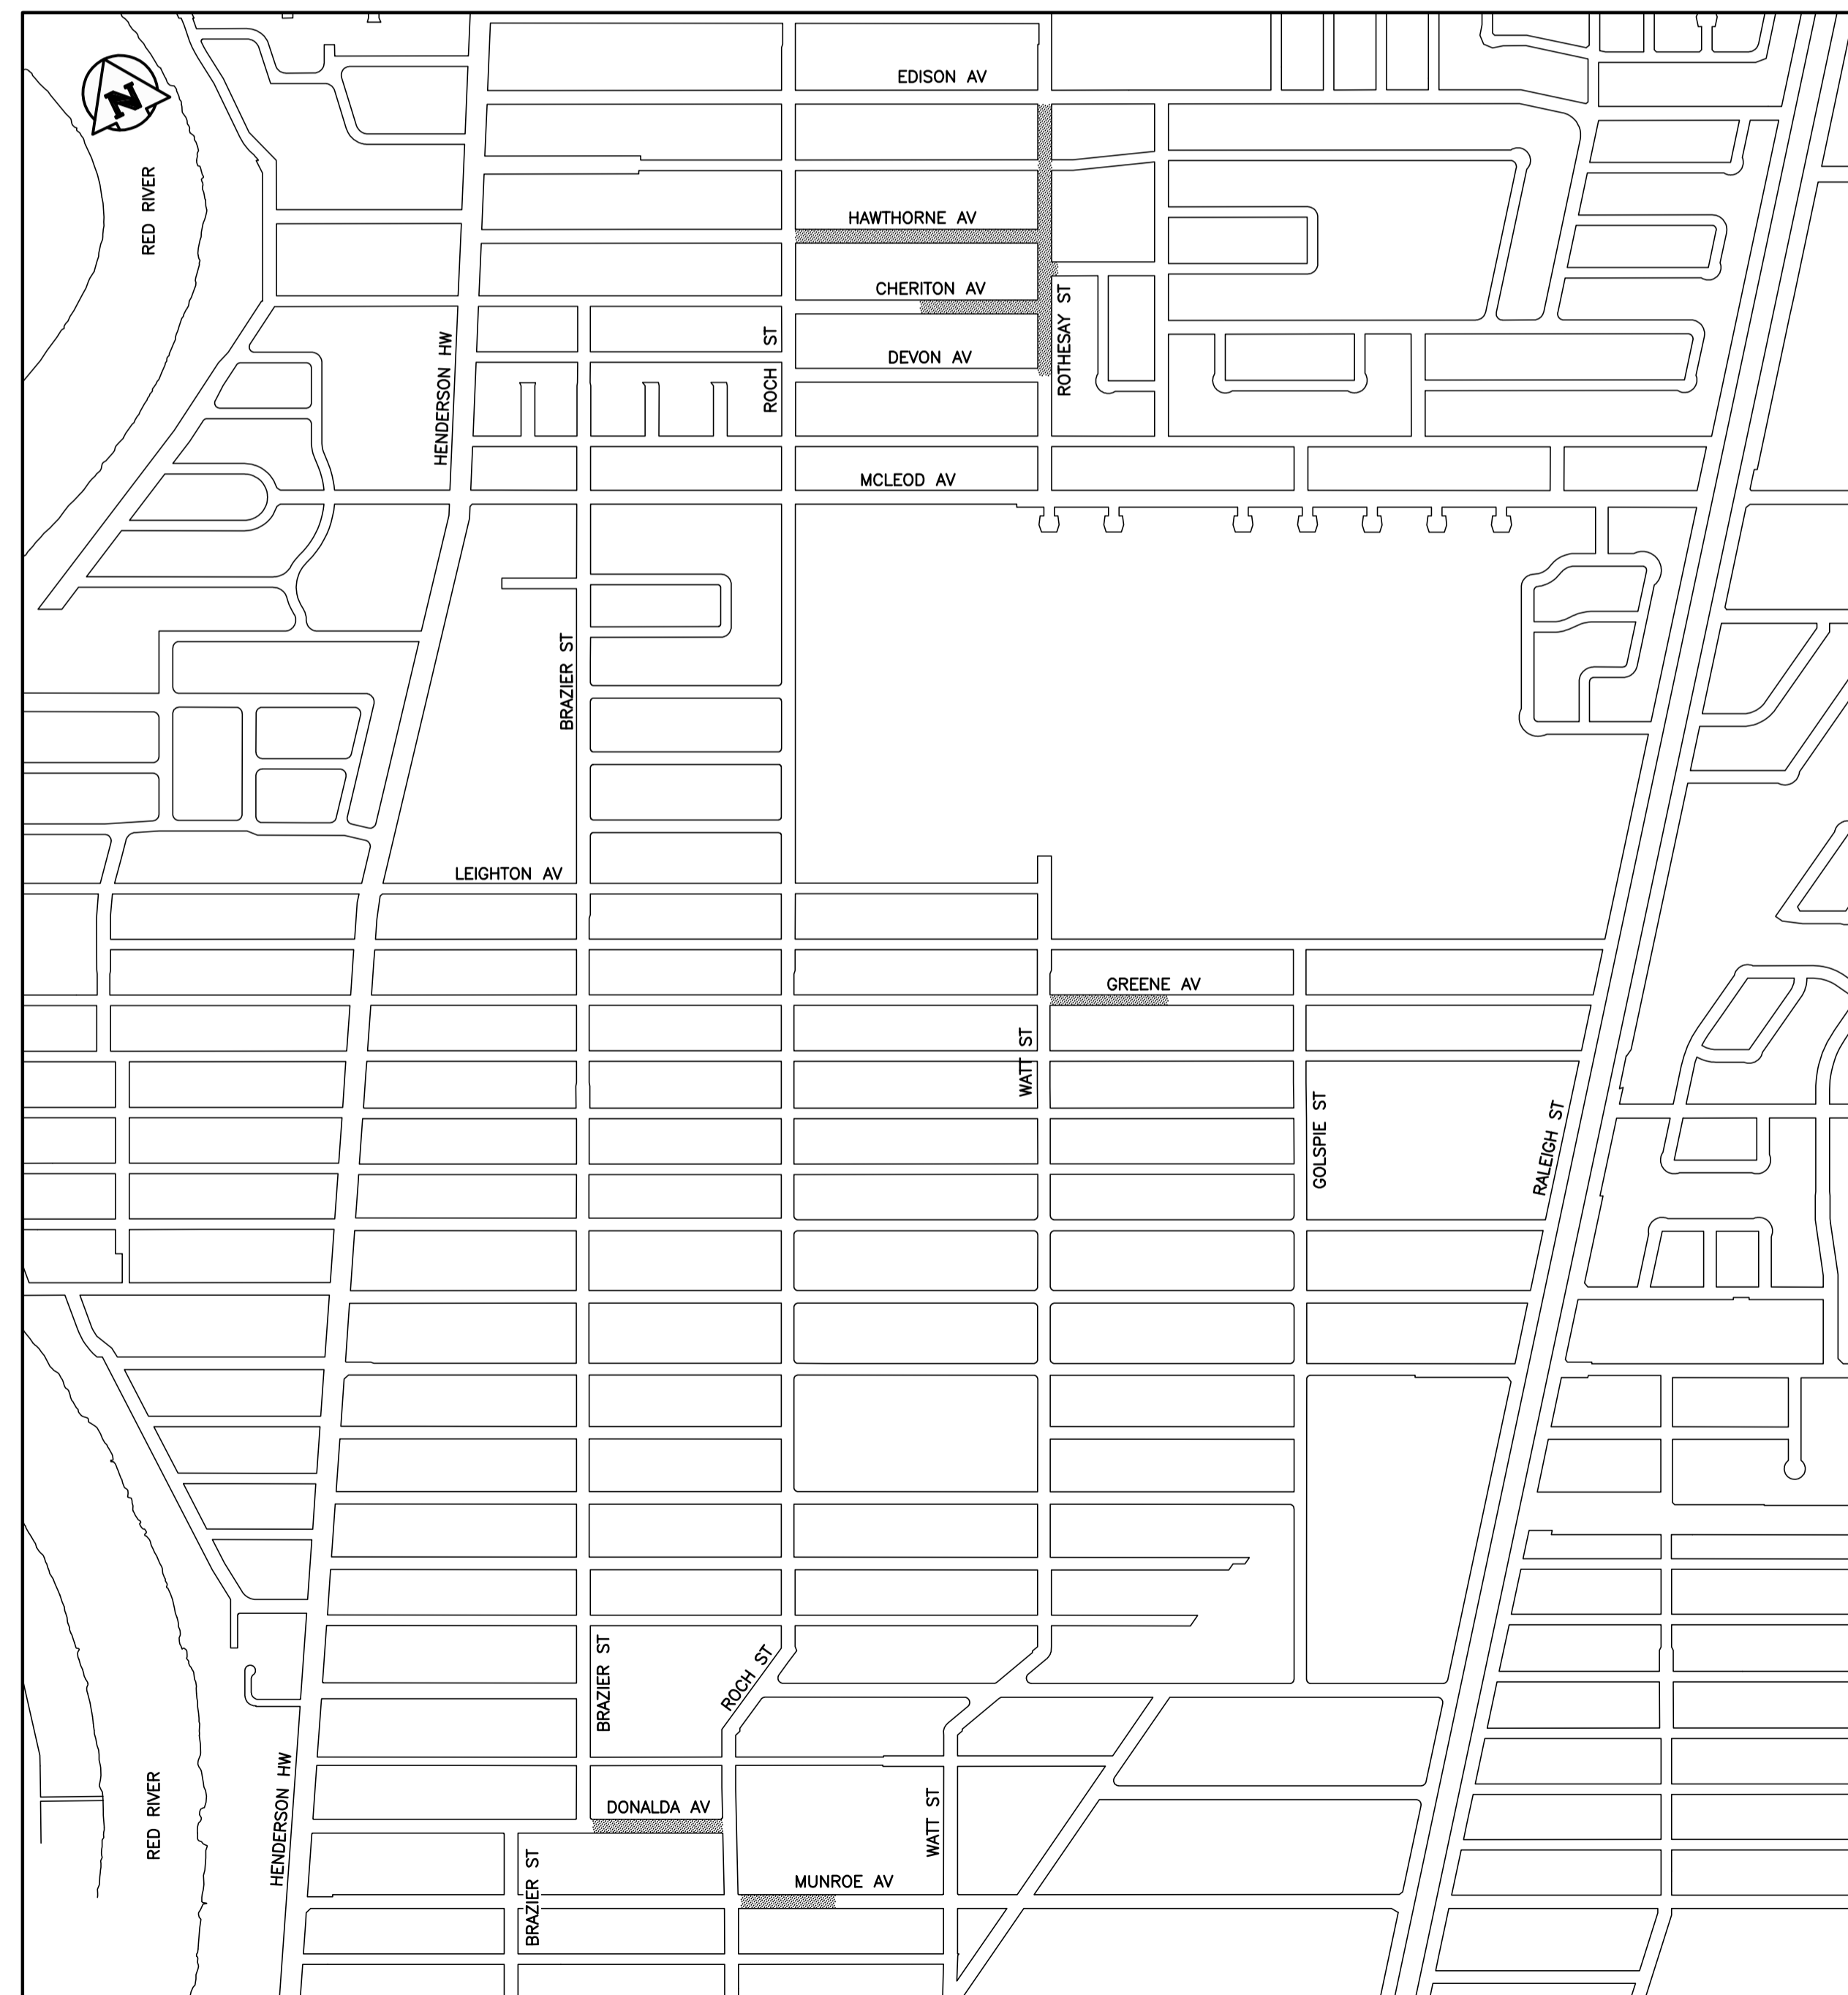 EDISON AV
N
RED RIVER
HAWTHORNE AV
CHERITON AV
ROTHESAY ST
ROCH ST
HENDERSON HW
DEVON AV
MCLEOD AV
BRAZIER ST
LEIGHTON AV
GREENE AV
WATT ST
GOLSPIE ST
RALEIGH ST
BRAZIER ST
ROCH ST
HENDERSON HW
RED RIVER
DONALDA AV
WATT ST
BRAZIER ST
MUNROE AV